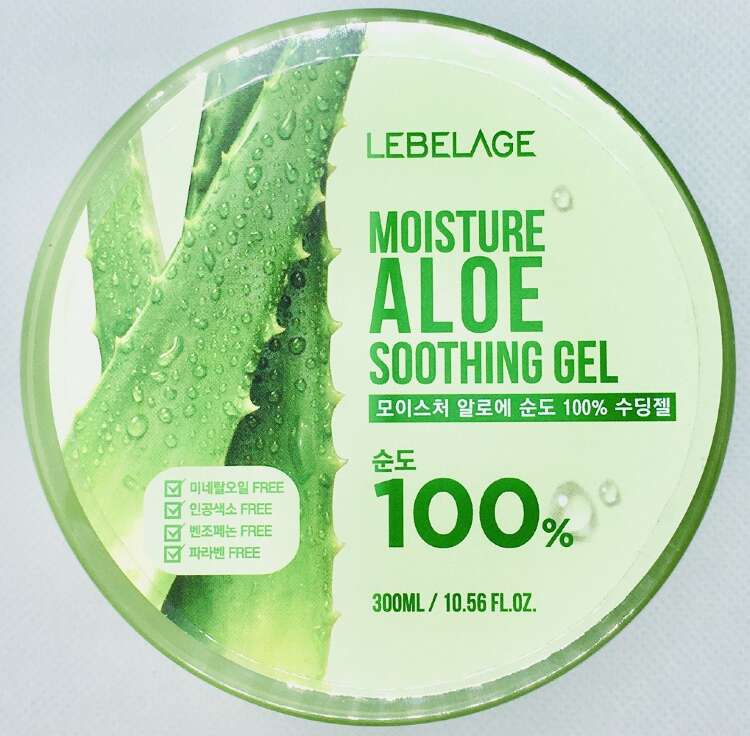 LEBELAGE
MOISTURE
ALOE
SOOTHING GEL
모이스처 알로에 순도 100% 수딩젤
순도
100%
미네랄오일 FREE
인공색소 FREE
벤조페논 FREE
파라벤 FREE
300ML / 10.56 FL.OZ.